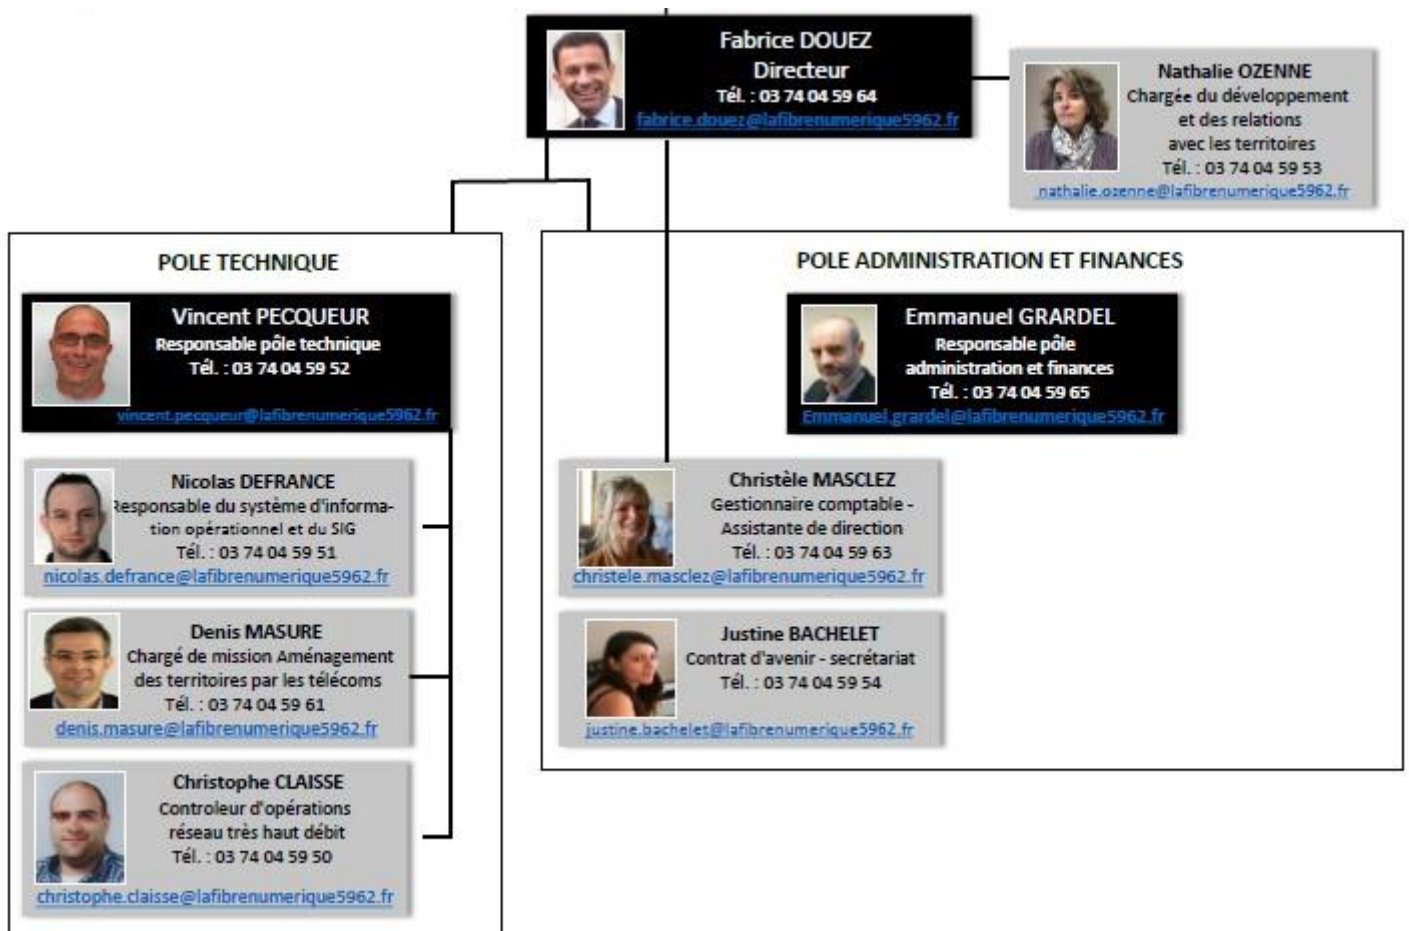 Fabrice DOUEZ
Directeur
Tél. : 03 74 04 59 64
fabrice.douez@lafibrenumerique5962.fr
Nathalie OZENNE
Chargée du développement
et des relations
avec les territoires
Tél. : 03 74 04 59 53
nathalie.ozenne@lafibrenumerique5962.fr
POLE TECHNIQUE
Vincent PECQUEUR
Responsable pôle technique
Tél. : 03 74 04 59 52
vincent.pecqueur@lafibrenumerique5962.fr
Nicolas DEFRANCE
Responsable du système d'informa-
tion opérationnel et du SIG
Tél. : 03 74 04 59 51
nicolas.defrance@lafibrenumerique5962.fr
Denis MASURE
Chargé de mission Aménagement
des territoires par les télécoms
Tél. : 03 74 04 59 61
denis.masure@lafibrenumerique5962.fr
Christophe CLAISSE
Controleur d'opérations
réseau très haut débit
Tél. : 03 74 04 59 50
christophe.claisse@lafibrenumerique5962.fr
POLE ADMINISTRATION ET FINANCES
Emmanuel GRARDEL
Responsable pôle
administration et finances
Tél. : 03 74 04 59 65
Emmanuel.grardel@lafibrenumerique5962.fr
Christèle MASCLEZ
Gestionnaire comptable -
Assistante de direction
Tél. : 03 74 04 59 63
christele.masclez@lafibrenumerique5962.fr
Justine BACHELET
Contrat d'avenir - secrétariat
Tél. : 03 74 04 59 54
justine.bachelet@lafibrenumerique5962.fr